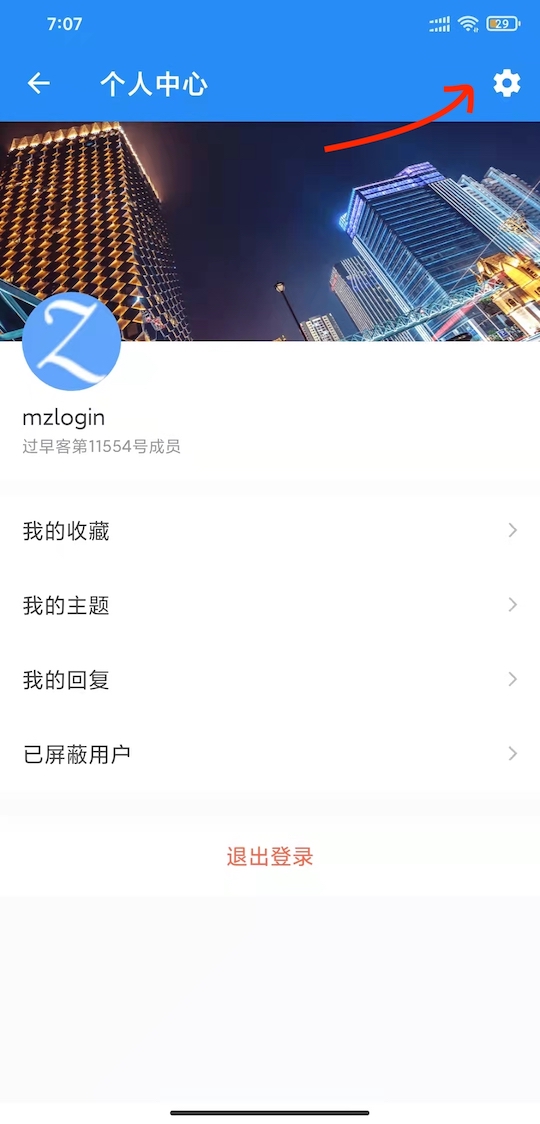 7:07
29
个人中心
Z
mzlogin
过早客第11554号成员
我的收藏
我的主题
我的回复
已屏蔽用户
退出登录